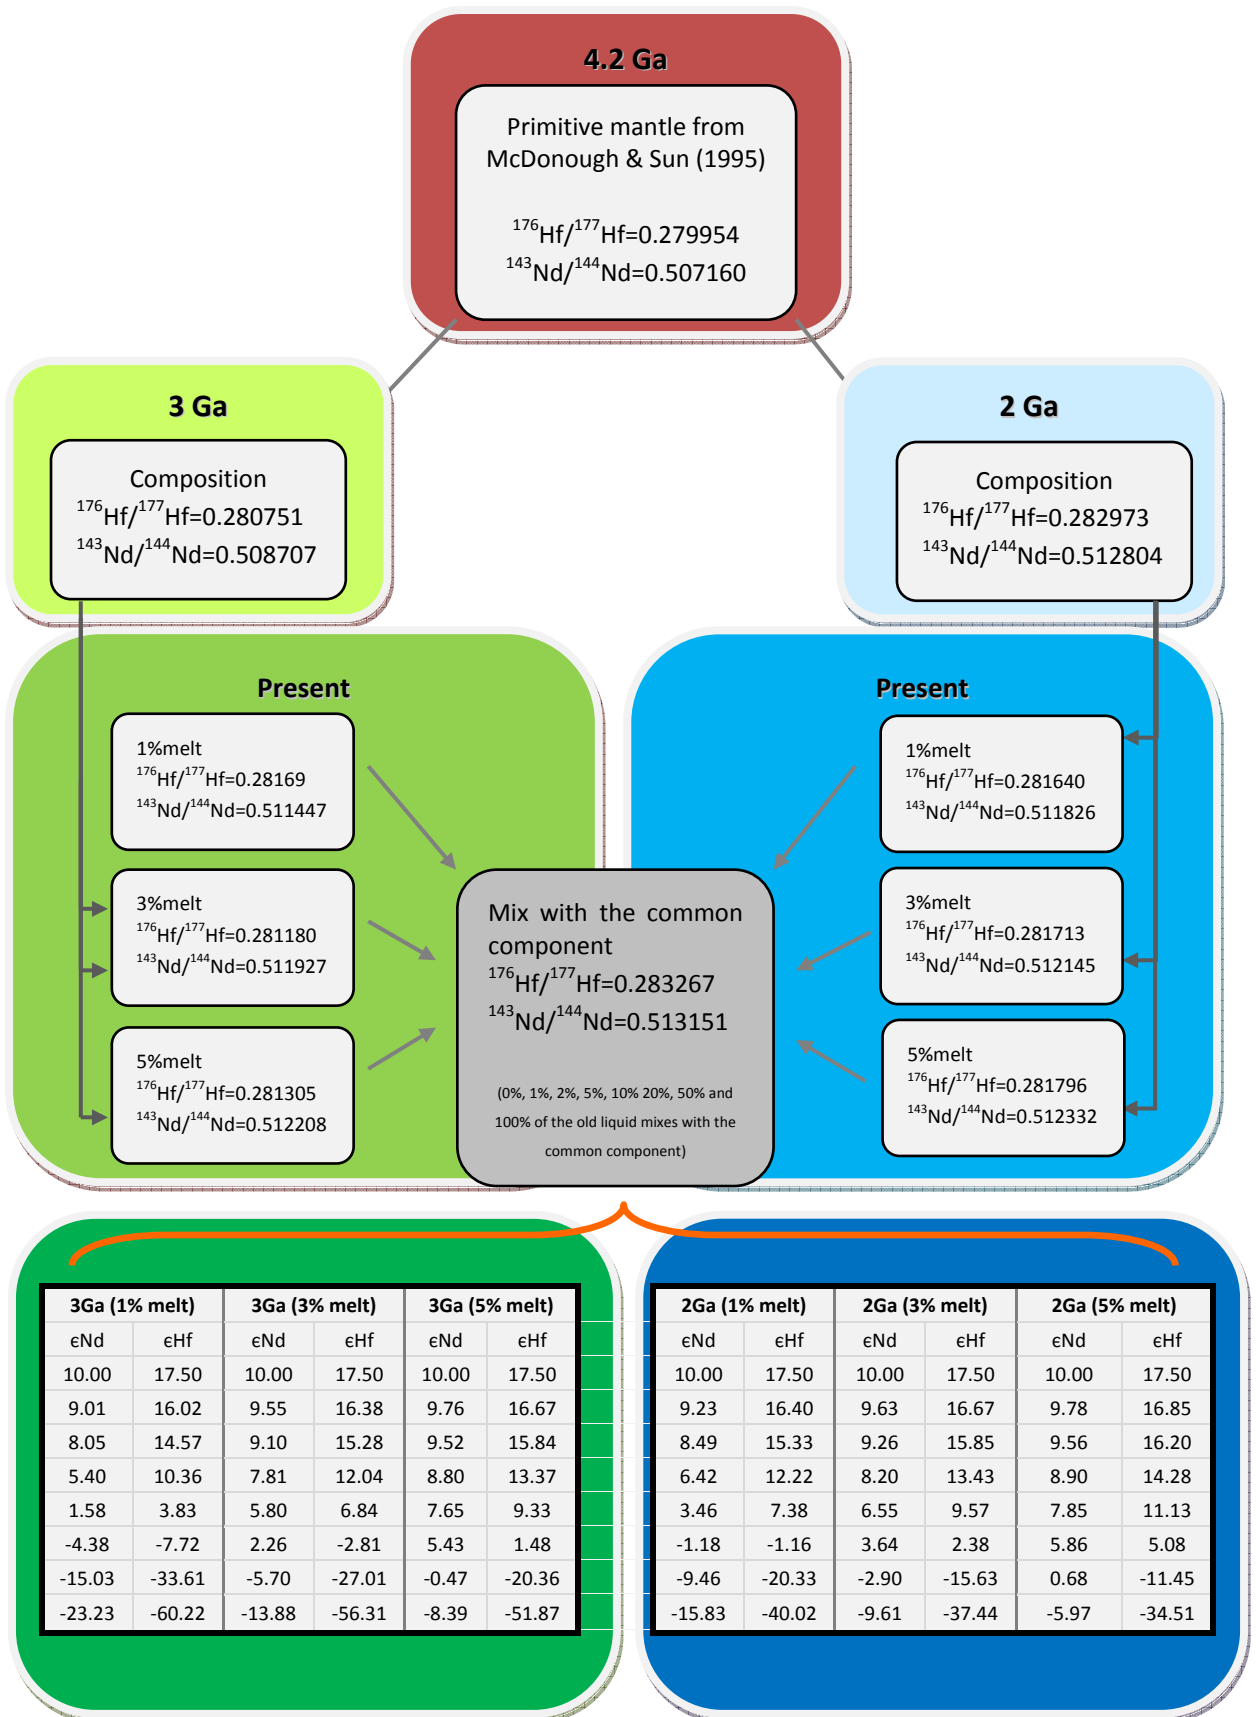 4.2 Ga
Primitive mantle from
McDonough & Sun (1995)
¹⁷⁶Hf/¹⁷⁷Hf=0.279954
¹⁴³Nd/¹⁴⁴Nd=0.507160
3 Ga
Composition
¹⁷⁶Hf/¹⁷⁷Hf=0.280751
¹⁴³Nd/¹⁴⁴Nd=0.508707
2 Ga
Composition
¹⁷⁶Hf/¹⁷⁷Hf=0.282973
¹⁴³Nd/¹⁴⁴Nd=0.512804
Present
1%melt
¹⁷⁶Hf/¹⁷⁷Hf=0.28169
¹⁴³Nd/¹⁴⁴Nd=0.511447
3%melt
¹⁷⁶Hf/¹⁷⁷Hf=0.281180
¹⁴³Nd/¹⁴⁴Nd=0.511927
5%melt
¹⁷⁶Hf/¹⁷⁷Hf=0.281305
¹⁴³Nd/¹⁴⁴Nd=0.512208
Present
1%melt
¹⁷⁶Hf/¹⁷⁷Hf=0.281640
¹⁴³Nd/¹⁴⁴Nd=0.511826
3%melt
¹⁷⁶Hf/¹⁷⁷Hf=0.281713
¹⁴³Nd/¹⁴⁴Nd=0.512145
5%melt
¹⁷⁶Hf/¹⁷⁷Hf=0.281796
¹⁴³Nd/¹⁴⁴Nd=0.512332
Mix with the common
component
¹⁷⁶Hf/¹⁷⁷Hf=0.283267
¹⁴³Nd/¹⁴⁴Nd=0.513151
(0%, 1%, 2%, 5%, 10% 20%, 50% and
100% of the old liquid mixes with the
common component)
3Ga (1% melt) 3Ga (3% melt) 3Ga (5% melt)
єNd єHf єNd єHf єNd єHf
10.00 17.50 10.00 17.50 10.00 17.50
9.01 16.02 9.55 16.38 9.76 16.67
8.05 14.57 9.10 15.28 9.52 15.84
5.40 10.36 7.81 12.04 8.80 13.37
1.58 3.83 5.80 6.84 7.65 9.33
-4.38 -7.72 2.26 -2.81 5.43 1.48
-15.03 -33.61 -5.70 -27.01 -0.47 -20.36
-23.23 -60.22 -13.88 -56.31 -8.39 -51.87
2Ga (1% melt) 2Ga (3% melt) 2Ga (5% melt)
єNd єHf єNd єHf єNd єHf
10.00 17.50 10.00 17.50 10.00 17.50
9.23 16.40 9.63 16.67 9.78 16.85
8.49 15.33 9.26 15.85 9.56 16.20
6.42 12.22 8.20 13.43 8.90 14.28
3.46 7.38 6.55 9.57 7.85 11.13
-1.18 -1.16 3.64 2.38 5.86 5.08
-9.46 -20.33 -2.90 -15.63 0.68 -11.45
-15.83 -40.02 -9.61 -37.44 -5.97 -34.51